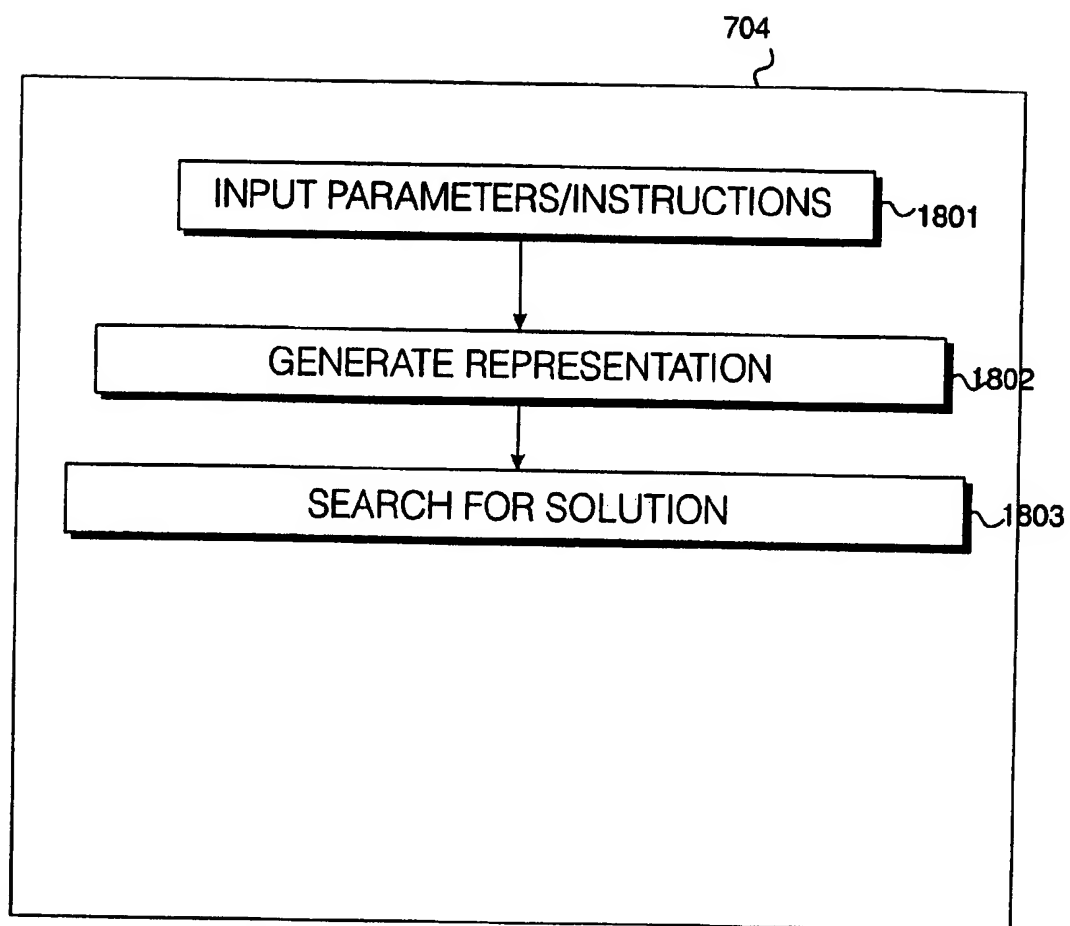 704
INPUT PARAMETERS/INSTRUCTIONS
1801
GENERATE REPRESENTATION
1802
SEARCH FOR SOLUTION
1803